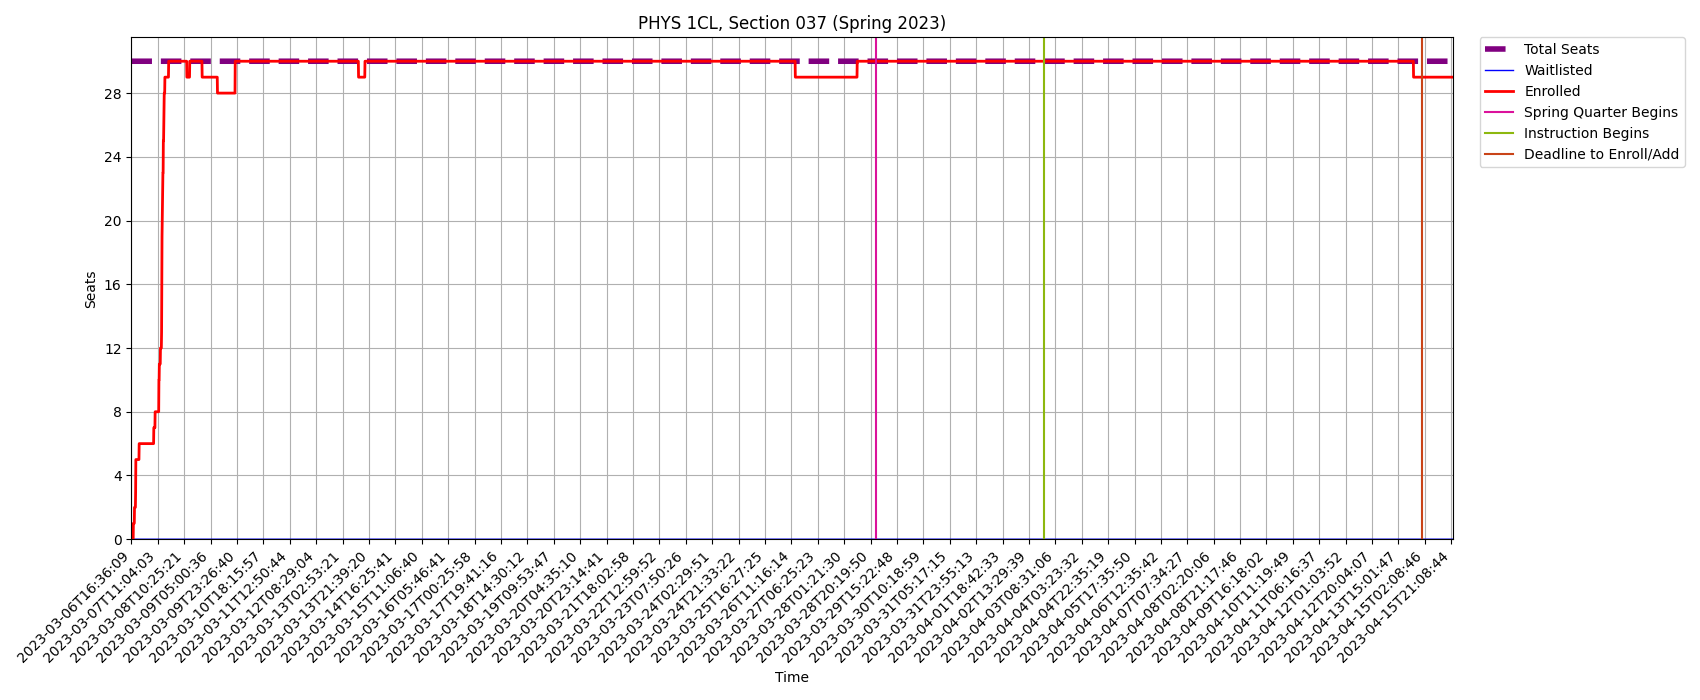 PHYS 1CL, Section 037 (Spring 2023)
Total Seats
Waitlisted
Enrolled
Spring Quarter Begins
Instruction Begins
Deadline to Enroll/Add
Seats
28
24
20
16
12
8
4
0
2023-03-06T16:36:09
2023-03-07T11:04:03
2023-03-08T10:25:21
2023-03-09T05:00:36
2023-03-09T23:26:40
2023-03-10T18:15:57
2023-03-11T12:50:44
2023-03-12T08:29:04
2023-03-13T02:53:21
2023-03-13T21:39:20
2023-03-14T16:25:41
2023-03-15T11:06:40
2023-03-16T05:46:41
2023-03-17T00:25:58
2023-03-17T19:41:16
2023-03-18T14:30:12
2023-03-19T09:53:47
2023-03-20T04:35:10
2023-03-20T23:14:41
2023-03-21T18:02:58
2023-03-22T12:59:52
2023-03-23T07:50:26
2023-03-24T02:29:51
2023-03-24T21:33:22
2023-03-25T16:27:25
2023-03-26T11:16:14
2023-03-27T06:25:23
2023-03-28T01:21:30
2023-03-28T20:19:50
2023-03-29T15:22:48
2023-03-30T10:18:59
2023-03-31T05:17:15
2023-03-31T23:55:13
2023-04-01T18:42:33
2023-04-02T13:29:39
2023-04-03T08:31:06
2023-04-04T03:23:32
2023-04-04T22:35:19
2023-04-05T17:35:50
2023-04-06T12:35:42
2023-04-07T07:34:27
2023-04-08T02:20:06
2023-04-08T21:17:46
2023-04-09T16:18:02
2023-04-10T11:19:49
2023-04-11T06:16:37
2023-04-12T01:03:52
2023-04-12T20:04:07
2023-04-13T15:01:47
2023-04-15T02:08:46
2023-04-15T21:08:44
Time